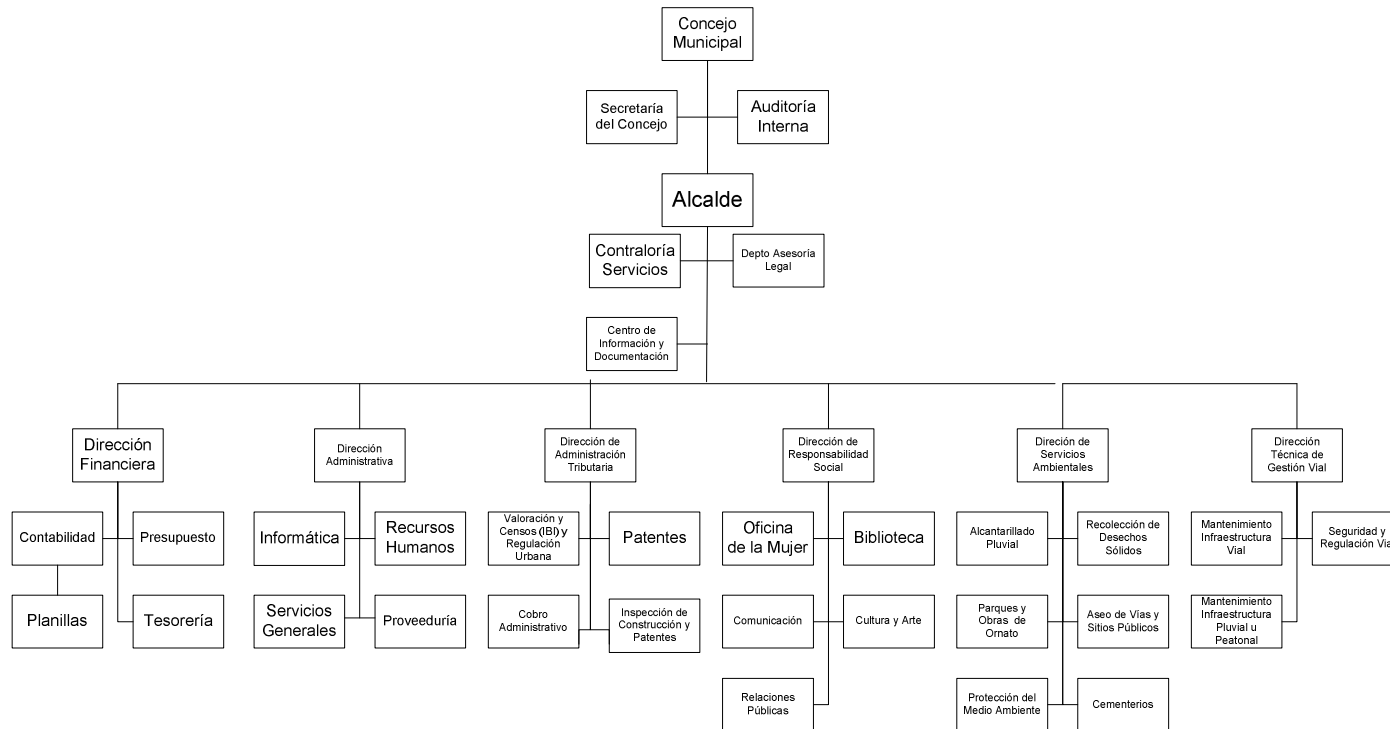 Concejo
Municipal
Secretaría
del Concejo
Auditoría
Interna
Alcalde
Contraloría
Servicios
Depto Asesoría
Legal
Centro de
Información y
Documentación
Dirección
Financiera
Dirección
Administrativa
Dirección de
Administración
Tributaria
Dirección de
Responsabilidad
Social
Direción de
Servicios
Ambientales
Dirección
Técnica de
Gestión Vial
Contabilidad
Presupuesto
Informática
Recursos
Humanos
Valoración y
Censos (IBI) y
Regulación
Urbana
Patentes
Oficina
de la Mujer
Biblioteca
Alcantarillado
Pluvial
Recolección de
Desechos
Sólidos
Mantenimiento
Infraestructura
Vial
Seguridad y
Regulación Vial
Planillas
Tesorería
Servicios
Generales
Proveeduría
Cobro
Administrativo
Inspección de
Construcción y
Patentes
Comunicación
Cultura y Arte
Parques y
Obras de
Ornato
Aseo de Vías y
Sitios Públicos
Mantenimiento
Infraestructura
Pluvial u
Peatonal
Relaciones
Públicas
Protección del
Medio Ambiente
Cementerios